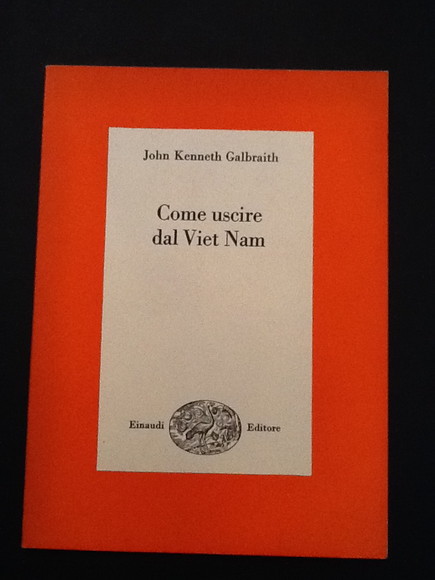 John Kenneth Galbraith
Come uscire
dal Viet Nam
Einaudi Editore